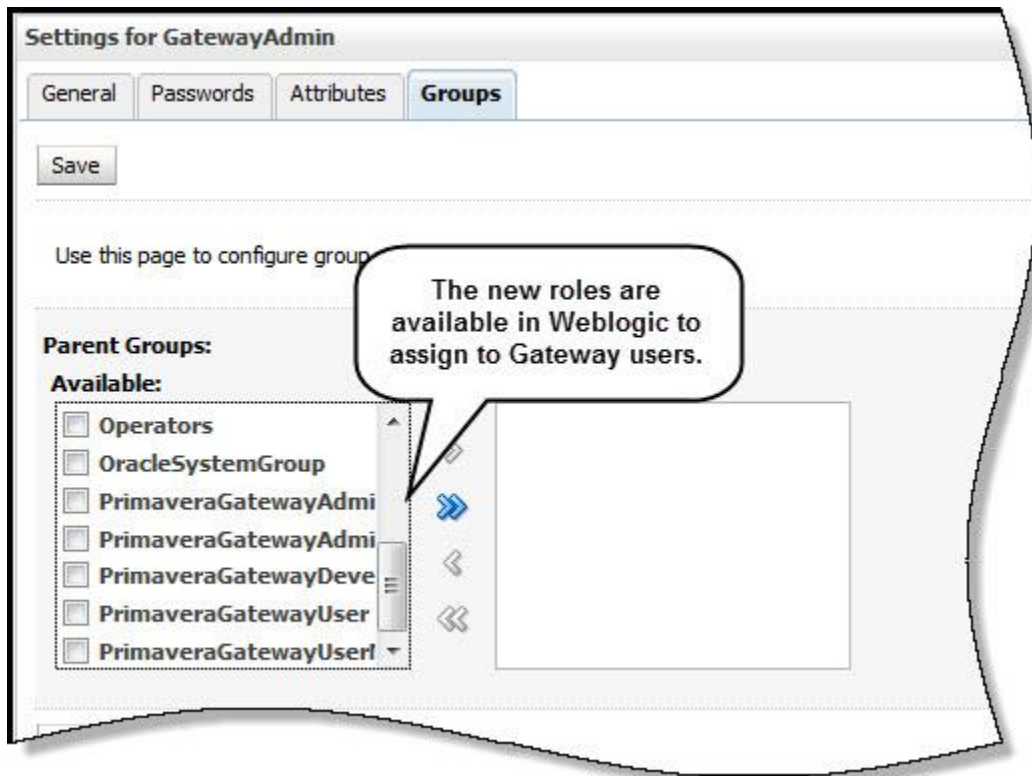 Settings for GatewayAdmin
General Passwords Attributes Groups
Save
Use this page to configure group
The new roles are
available in Weblogic to
assign to Gateway users.
Parent Groups:
Available:
Operators
OracleSystemGroup
PrimaveraGatewayAdmi
PrimaveraGatewayAdmi
PrimaveraGatewayDeve
PrimaveraGatewayUser
PrimaveraGatewayUser